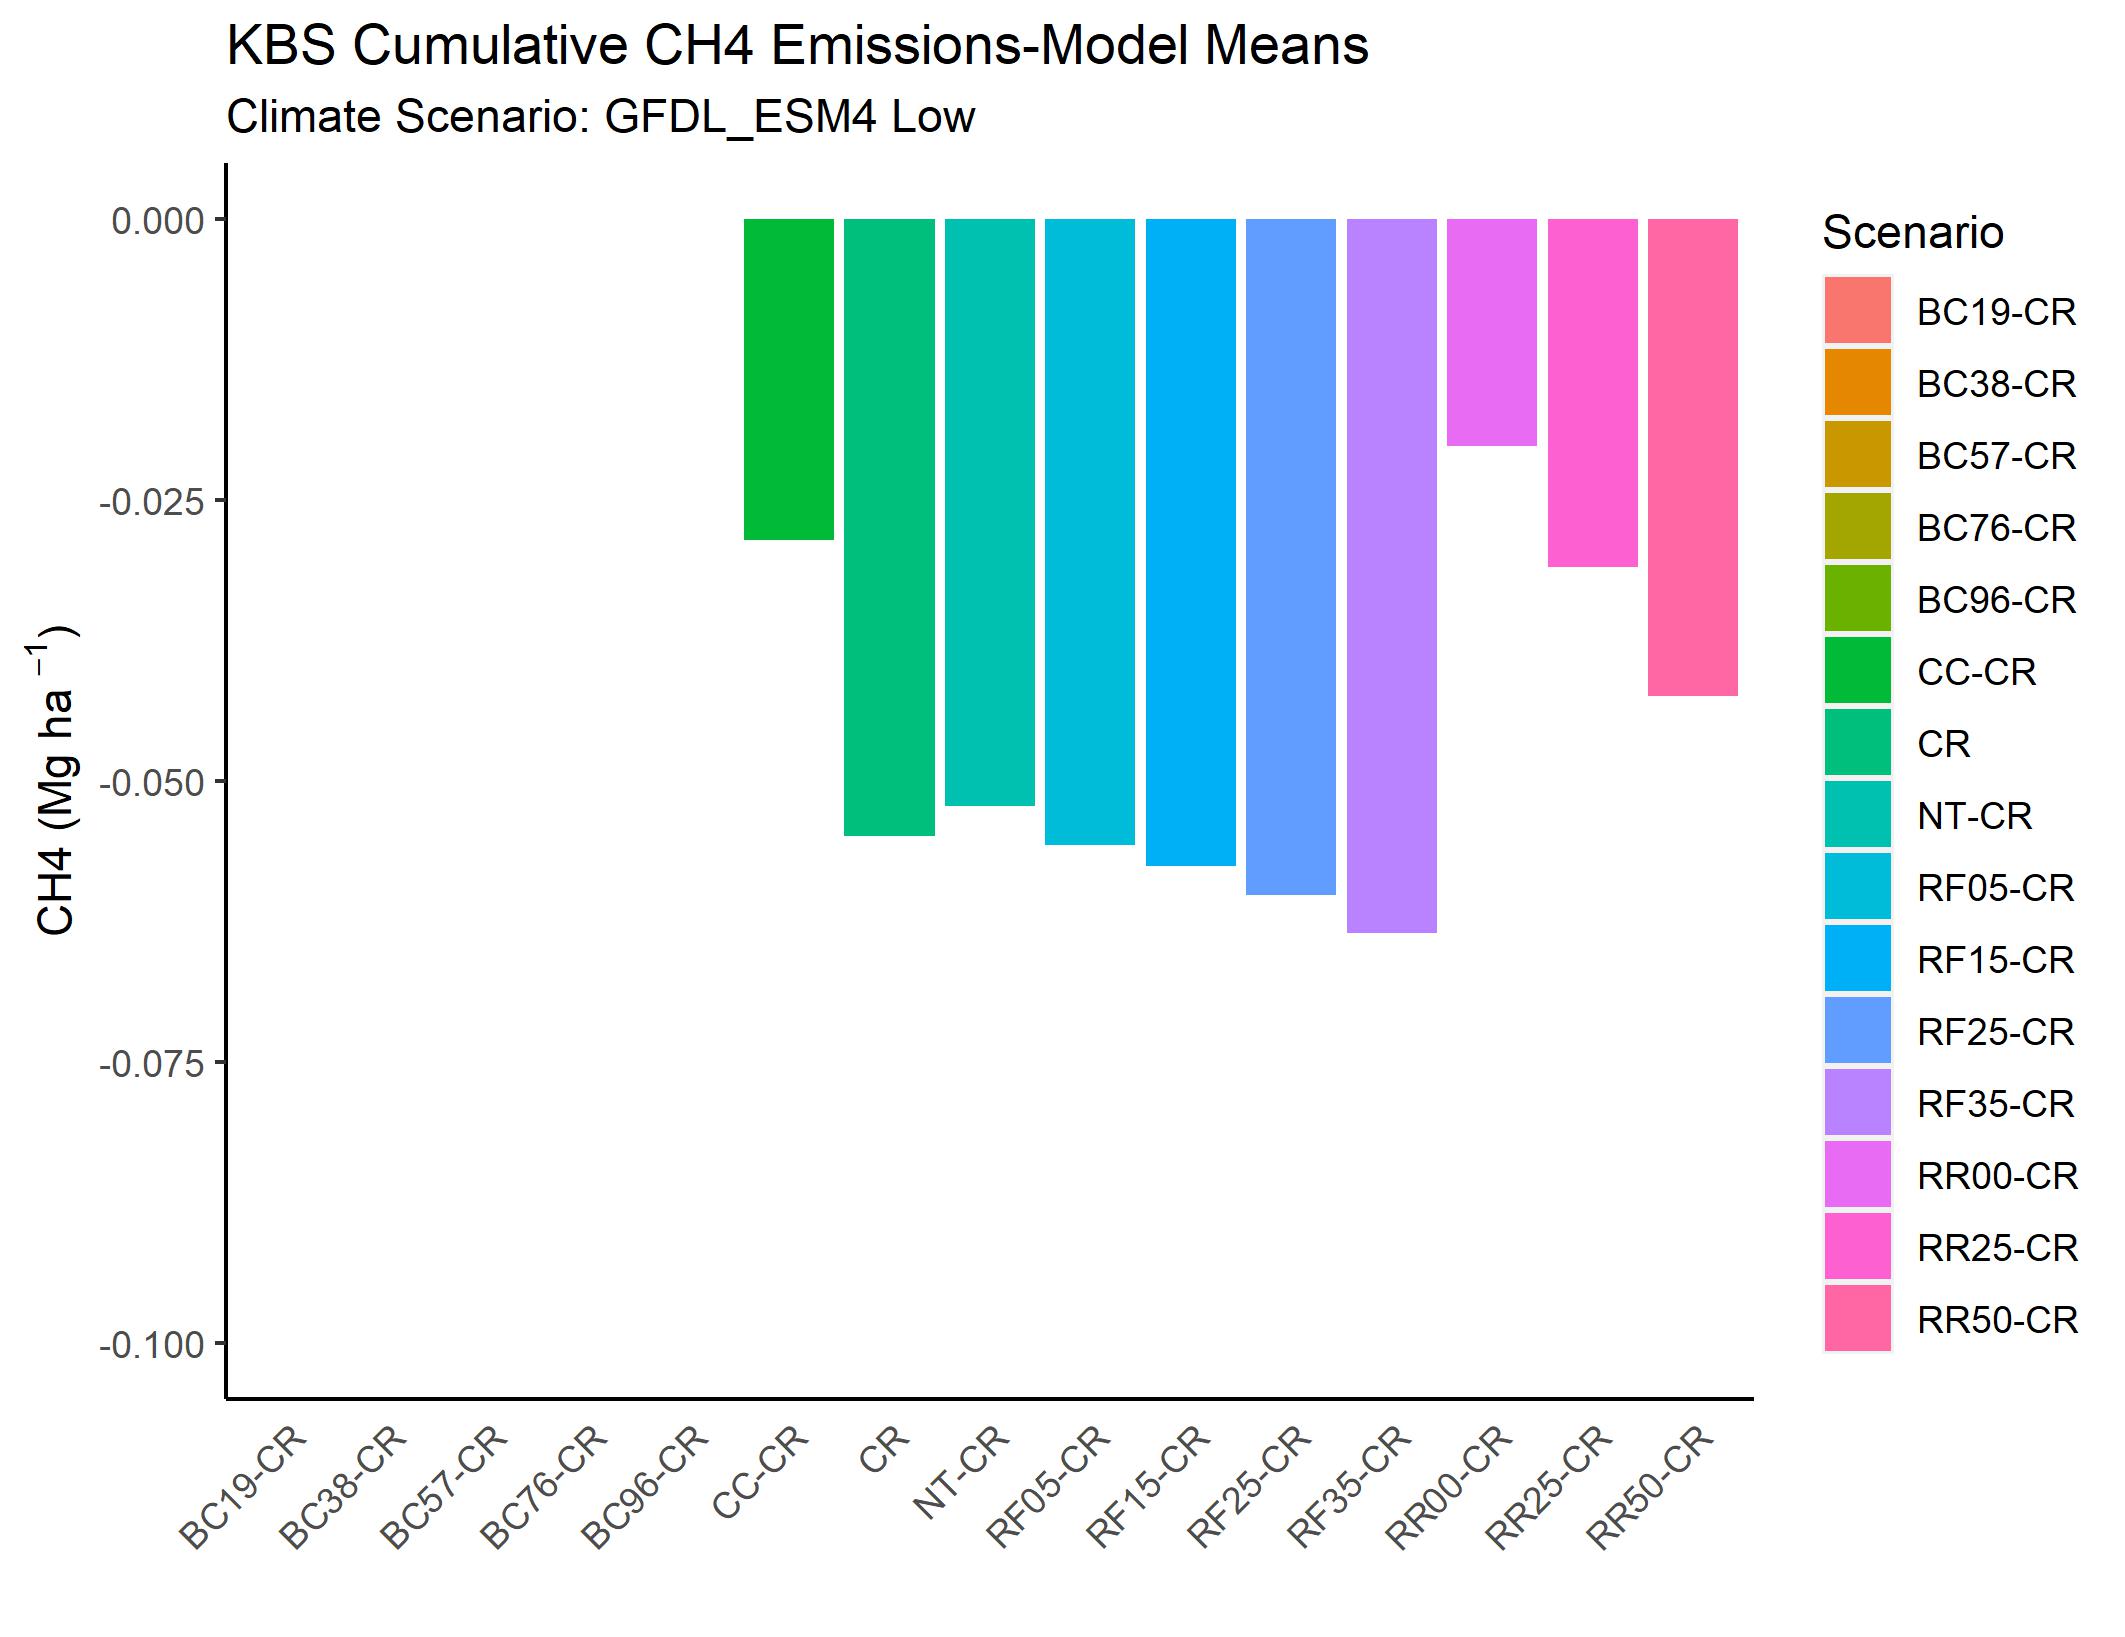 KBS Cumulative CH4 Emissions-Model Means
Climate Scenario: GFDL_ESM4 Low
CH4 (Mg ha −1)
0.000
-0.025
-0.050
-0.075
-0.100
BC19-CR
BC38-CR
BC57-CR
BC76-CR
BC96-CR
CC-CR
CR
NT-CR
RF05-CR
RF15-CR
RF25-CR
RF35-CR
RR00-CR
RR25-CR
RR50-CR
Scenario
BC19-CR
BC38-CR
BC57-CR
BC76-CR
BC96-CR
CC-CR
CR
NT-CR
RF05-CR
RF15-CR
RF25-CR
RF35-CR
RR00-CR
RR25-CR
RR50-CR